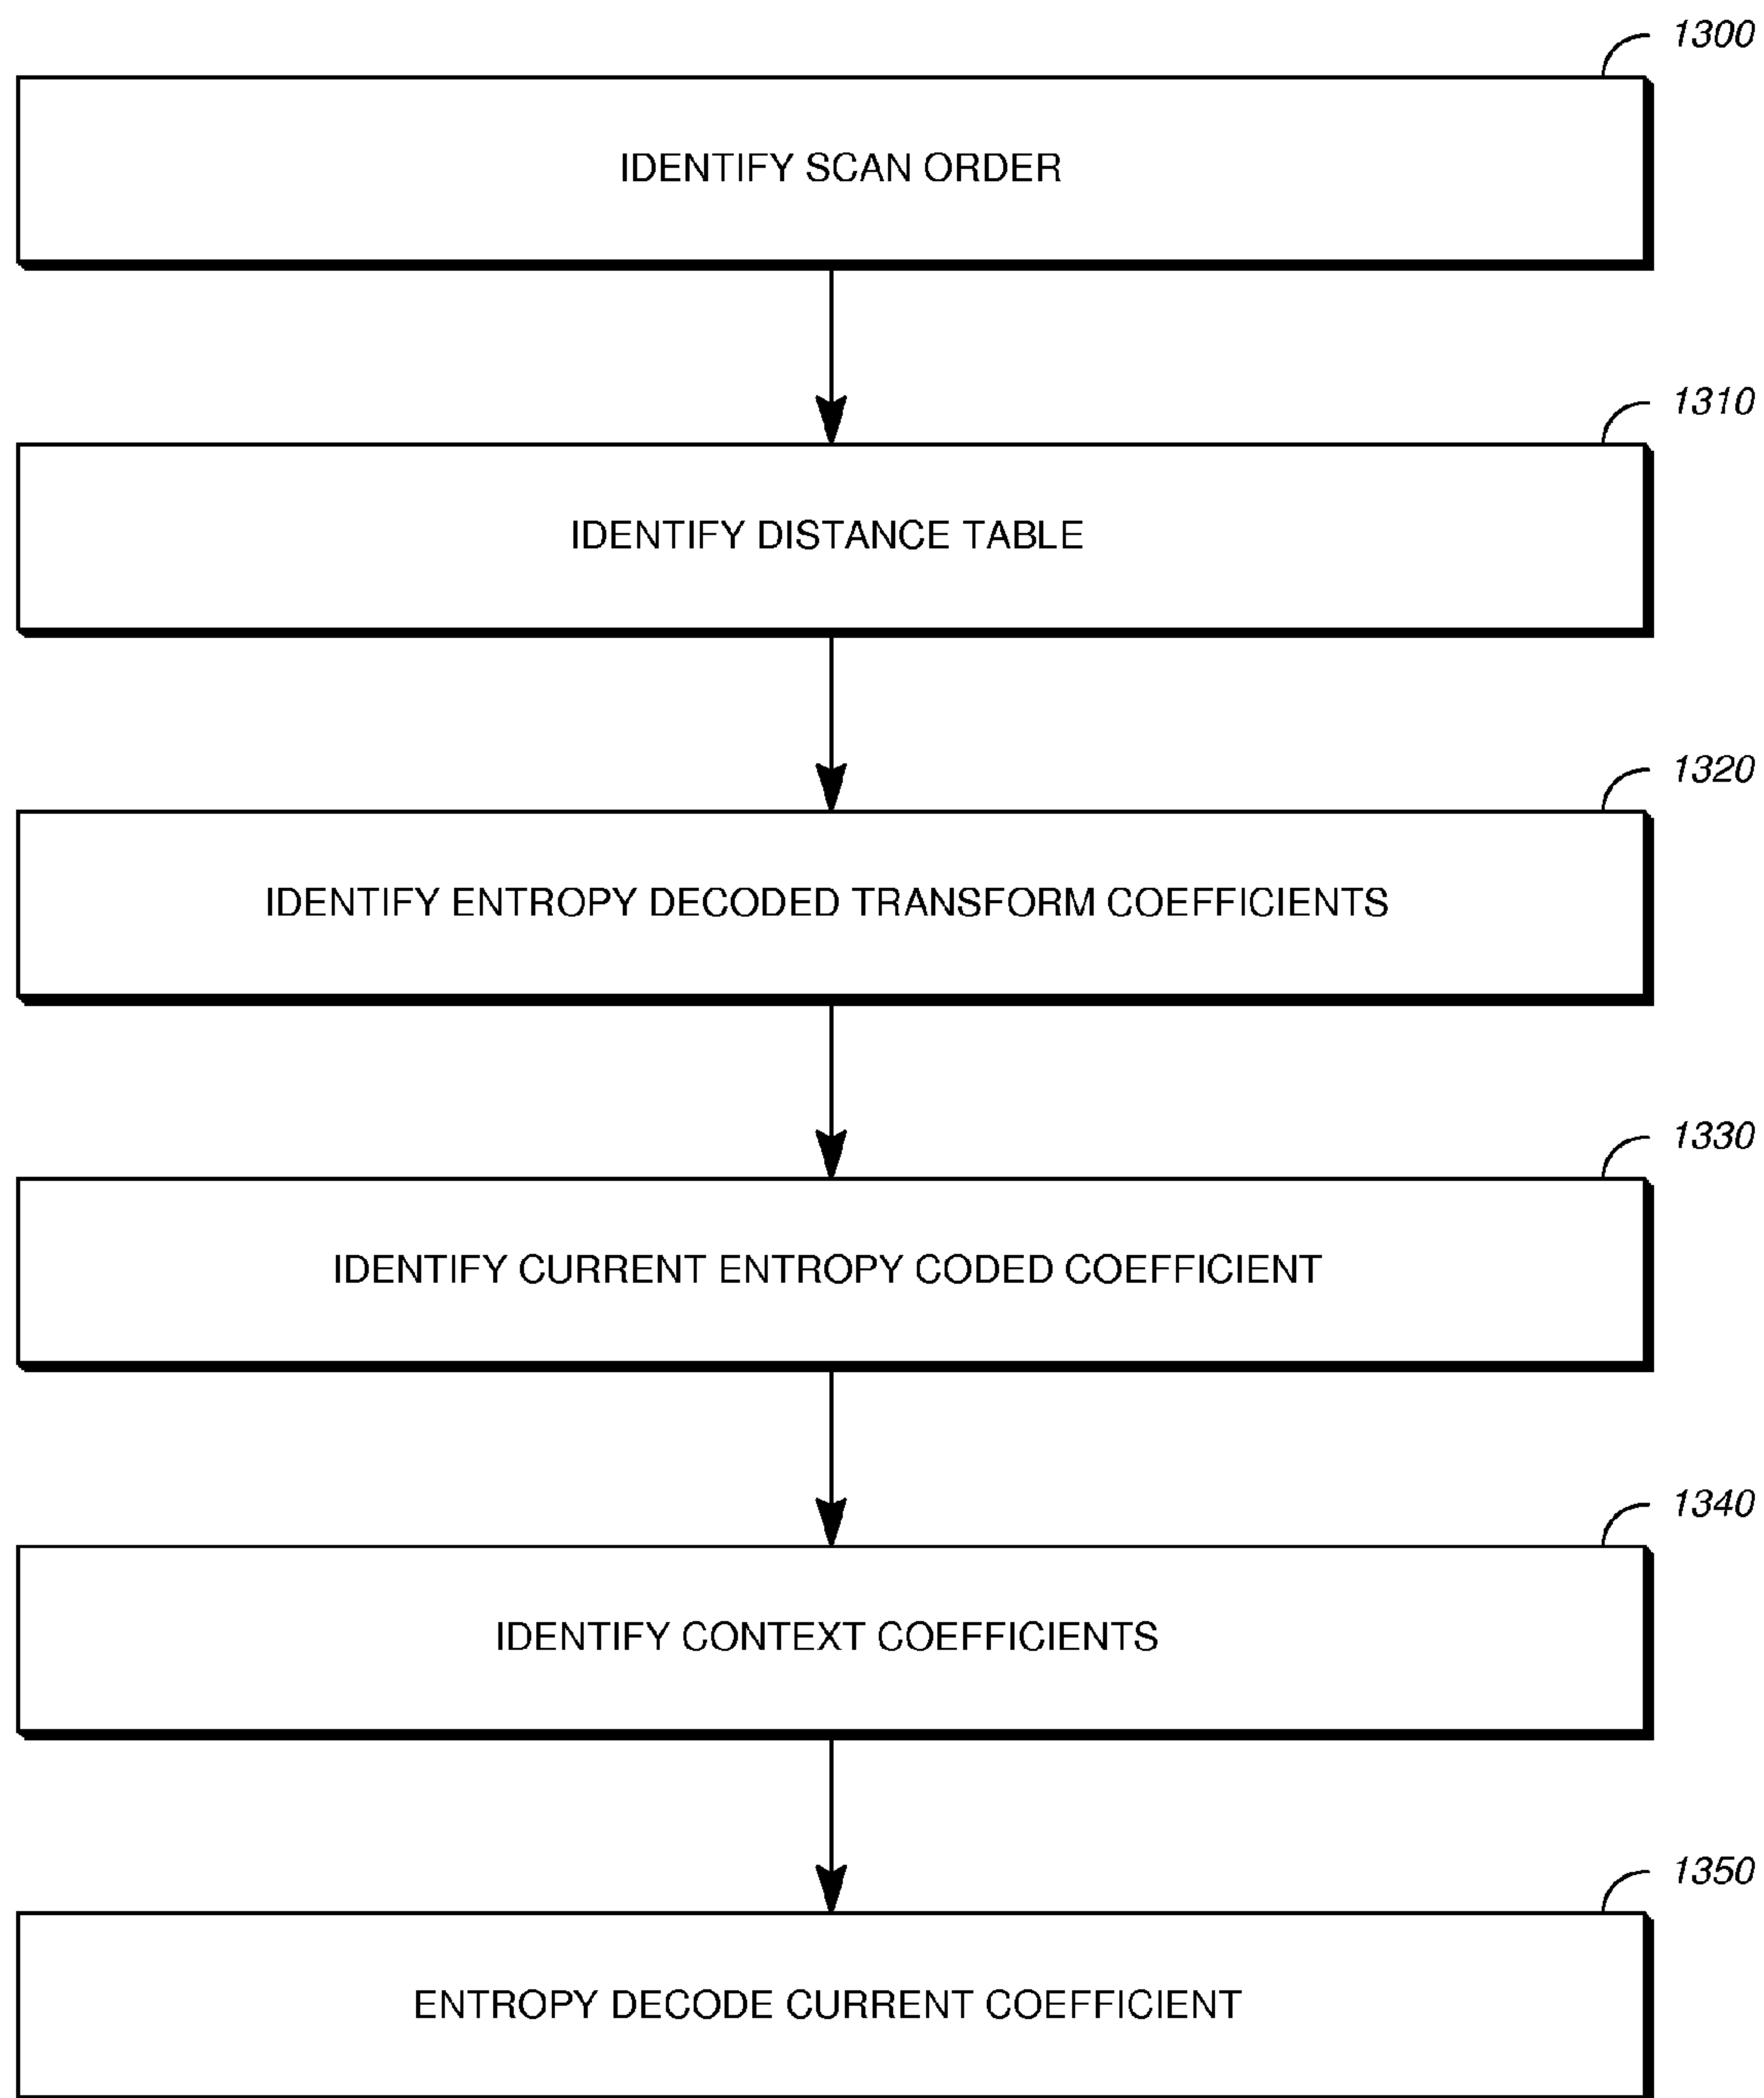 1300
IDENTIFY SCAN ORDER
1310
IDENTIFY DISTANCE TABLE
1320
IDENTIFY ENTROPY DECODED TRANSFORM COEFFICIENTS
1330
IDENTIFY CURRENT ENTROPY CODED COEFFICIENT
1340
IDENTIFY CONTEXT COEFFICIENTS
1350
ENTROPY DECODE CURRENT COEFFICIENT